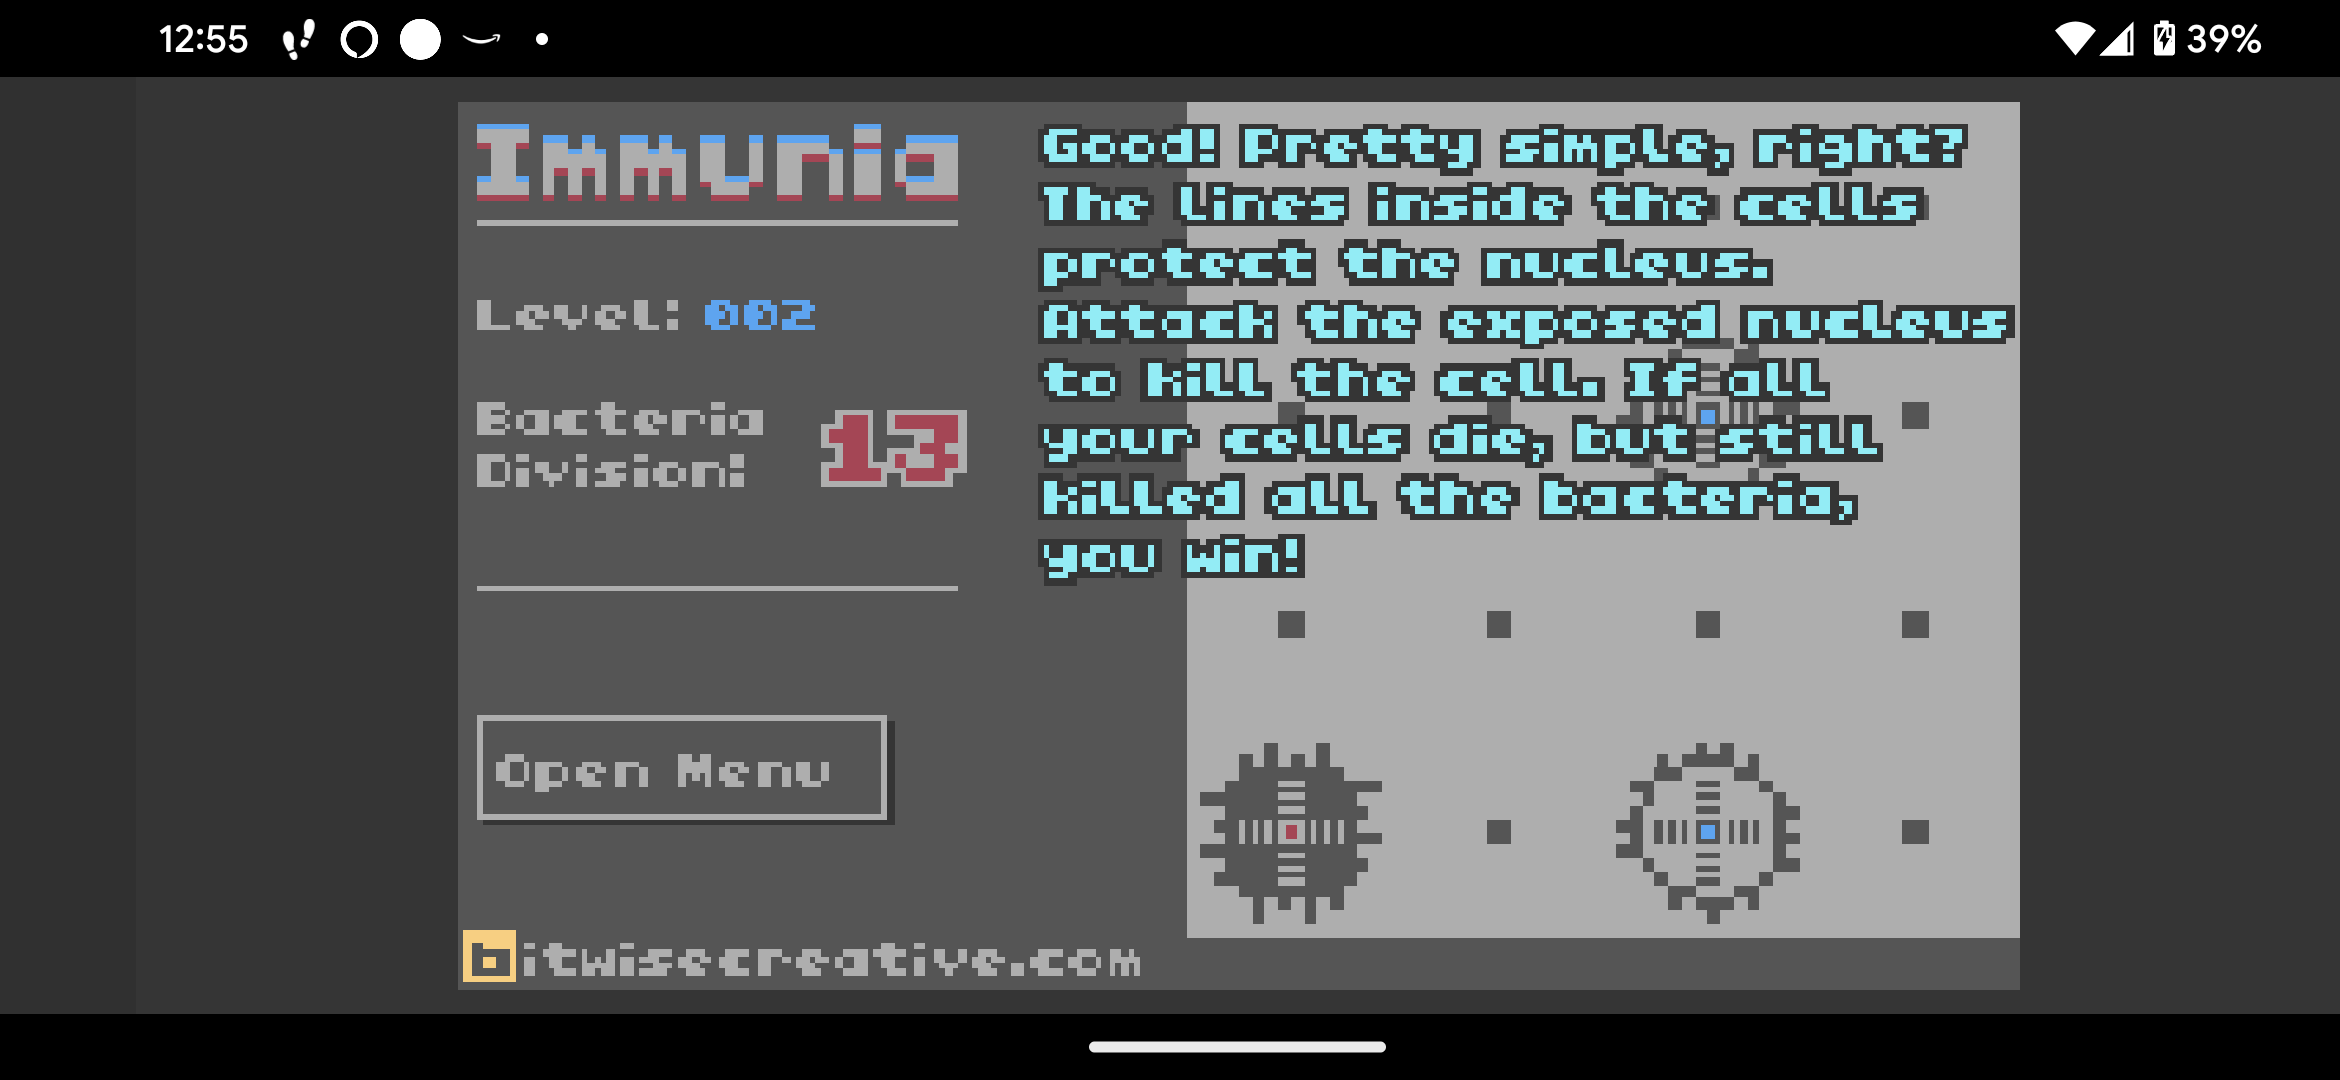 12:55
39%
Immunia
Good! Pretty simple, right?
The lines inside the cells
protect the nucleus.
Attack the exposed nucleus
to kill the cell. If all
your cells die, but still
killed all the bacteria,
you win!
Level: 002
Bacteria
Division: 13
Open Menu
bitwisecreative.com